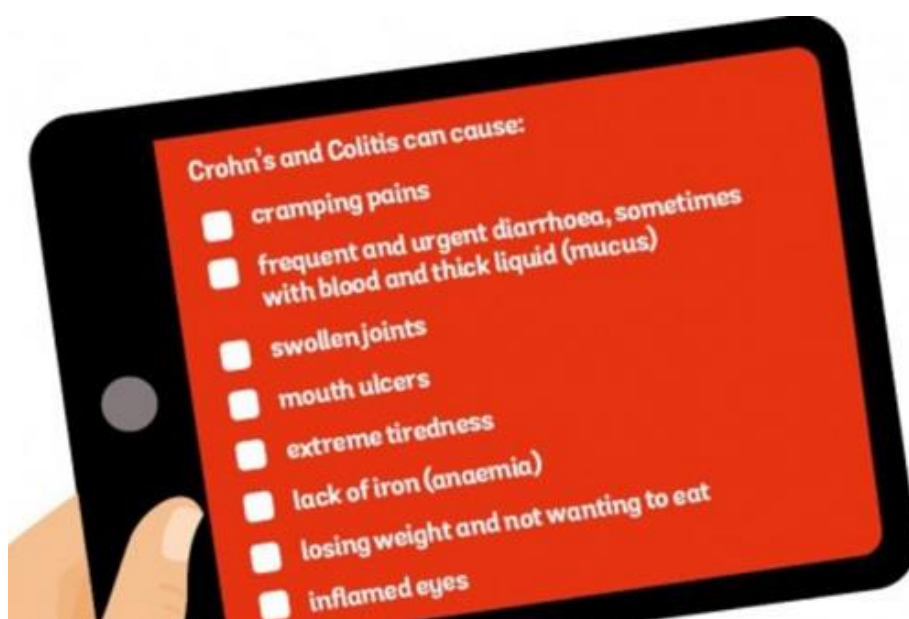 Crohn's and Colitis can cause:
cramping pains
frequent and urgent diarrhoea, sometimes
with blood and thick liquid (mucus)
swollen joints
mouth ulcers
extreme tiredness
lack of iron (anaemia)
losing weight and not wanting to eat
inflamed eyes